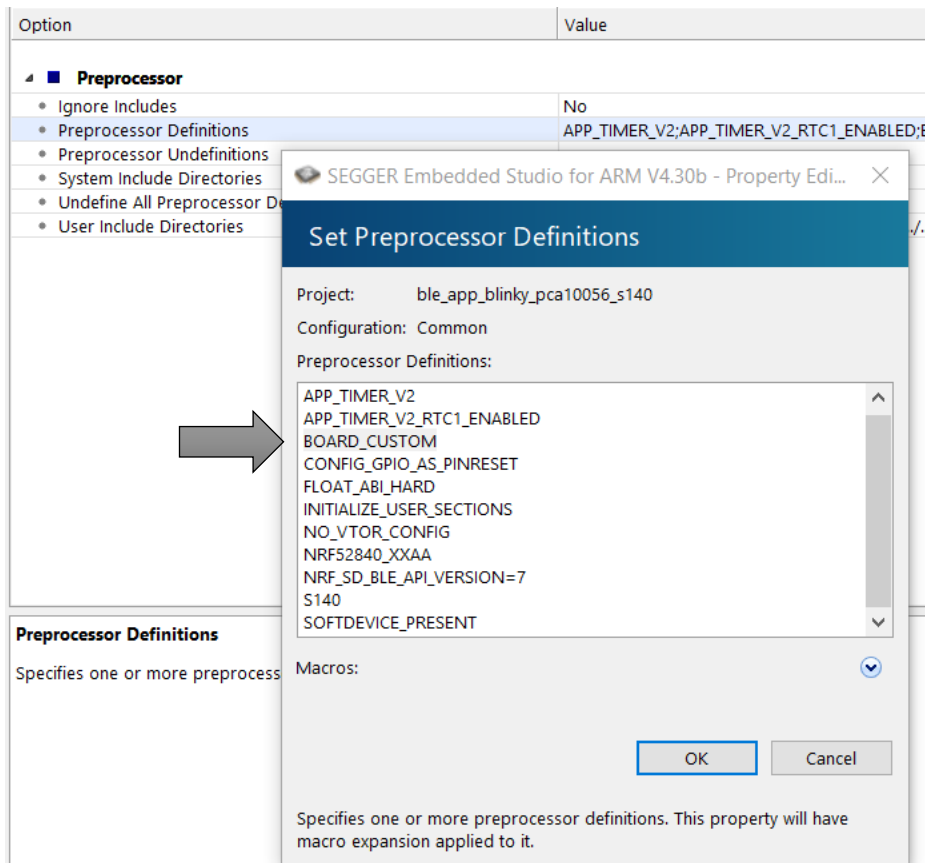 Option Value
Preprocessor
Ignore Includes No
Preprocessor Definitions APP_TIMER_V2;APP_TIMER_V2_RTC1_ENABLED;
Preprocessor Undefinitions
System Include Directories
Undefine All Preprocessor
User Include Directories
SEGGER Embedded Studio for ARM V4.30b - Property Edi...
Set Preprocessor Definitions
Project: ble_app_blinky_pca10056_s140
Configuration: Common
Preprocessor Definitions:
APP_TIMER_V2
APP_TIMER_V2_RTC1_ENABLED
BOARD_CUSTOM
CONFIG_GPIO_AS_PINRESET
FLOAT_ABI_HARD
INITIALIZE_USER_SECTIONS
NO_VTOR_CONFIG
NRF52840_XXAA
NRF_SD_BLE_API_VERSION=7
S140
SOFTDEVICE_PRESENT
Macros:
OK Cancel
Specifies one or more preprocessor definitions. This property will have
macro expansion applied to it.
Preprocessor Definitions
Specifies one or more preprocess